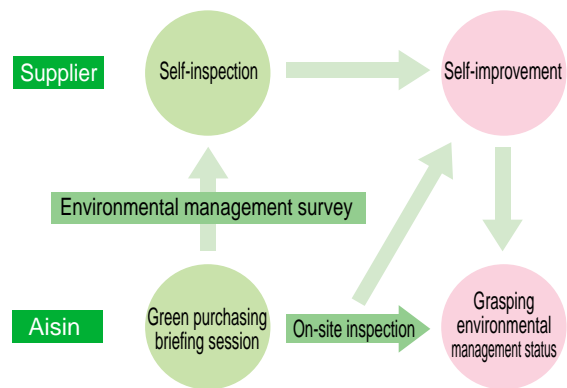 Supplier
Self-inspection
Self-improvement
Environmental management survey
Aisin
Green purchasing
briefing session
On-site inspection
Grasping
environmental
management status